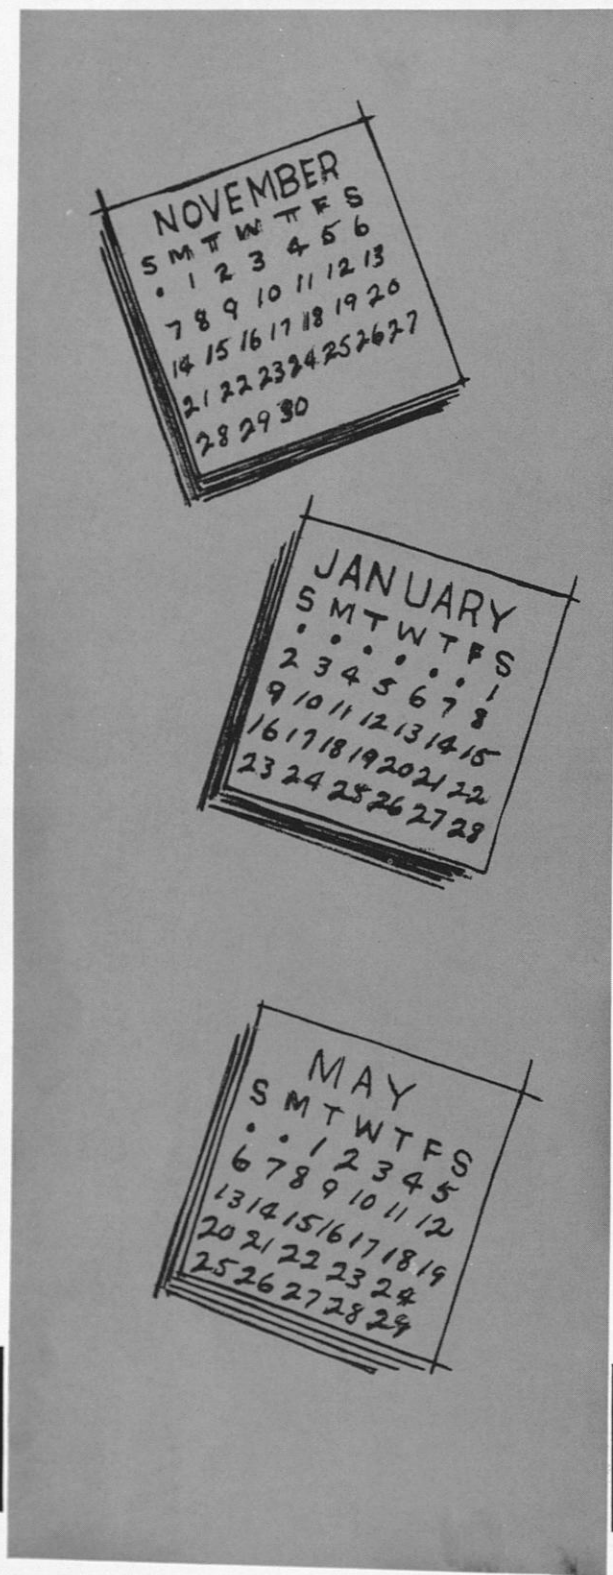 NOVEMBER
S M T W T F S
• 1 2 3 4 5 6
7 8 9 10 11 12 13
14 15 16 17 18 19 20
21 22 23 24 25 26 27
28 29 30
JANUARY
S M T W T F S
• • • • • • 1
2 3 4 5 6 7 8
9 10 11 12 13 14 15
16 17 18 19 20 21 22
23 24 25 26 27 28
MAY
S M T W T F S
• • 1 2 3 4 5
6 7 8 9 10 11 12
13 14 15 16 17 18 19
20 21 22 23 24
25 26 27 28 29